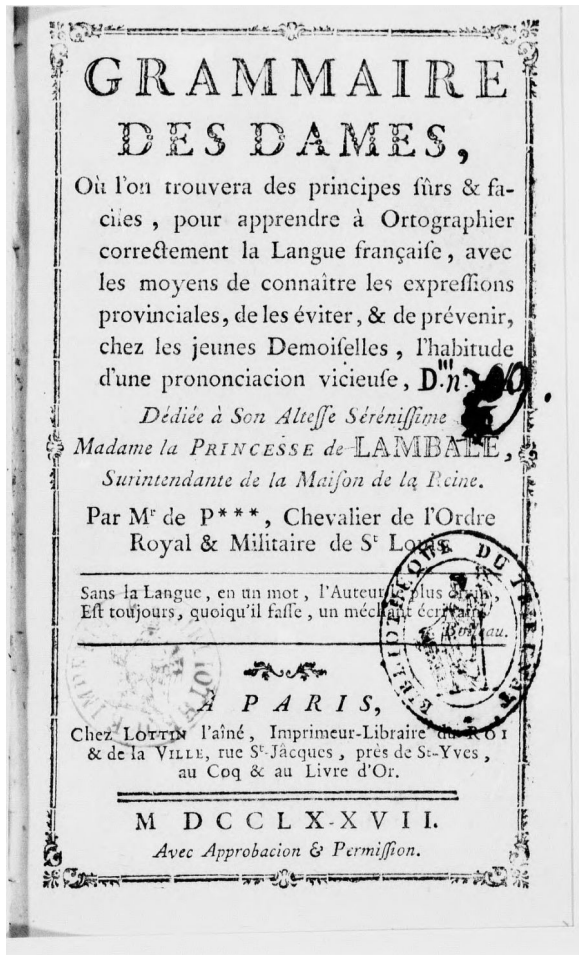 GRAMMAIRE
DES DAMES,
Où l'on trouvera des principes ſûrs & fa-
ciles, pour apprendre à Ortographier
correctement la Langue françaiſe, avec
les moyens de connaître les expreſſions
provinciales, de les éviter, & de prévenir,
chez les jeunes Demoiſelles, l'habitude
d'une prononciacion vicieuſe,
Dédiée à Son Alteſſe Séréniſſime
Madame la PRINCESSE de LAMBALE,
Surintendante de la Maiſon de la Reine.
Par Mr de P***, Chevalier de l'Ordre
Royal & Militaire de St Louis.
Sans la Langue, en un mot, l'Auteur le plus divin,
Eſt toujours, quoiqu'il faſſe, un méchant écrivain.
Boileau.
BIBLIOTHEQUE DU TRIBUNAT
À PARIS,
Chez LOTTIN l'aîné, Imprimeur-Libraire du ROI
& de la VILLE, rue St-Jâcques, près de St-Yves,
au Coq & au Livre d'Or.
M DCCLX-XVII.
Avec Approbacion & Permiſſion.